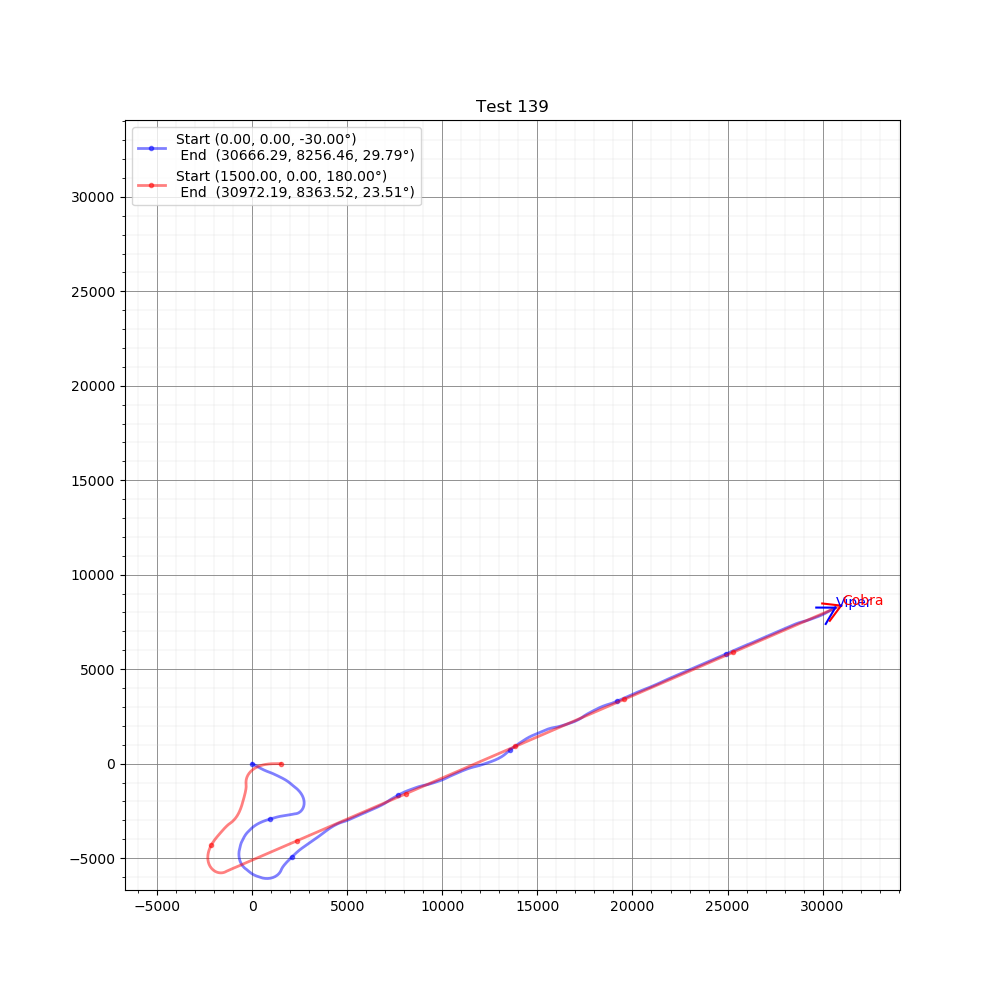 Test 139
Start (0.00, 0.00, -30.00°)
End  (30666.29, 8256.46, 29.79°)
Start (1500.00, 0.00, 180.00°)
End  (30972.19, 8363.52, 23.51°)
30000
25000
20000
15000
10000
5000
0
−5000
Viper
Cobra
−5000 0 5000 10000 15000 20000 25000 30000